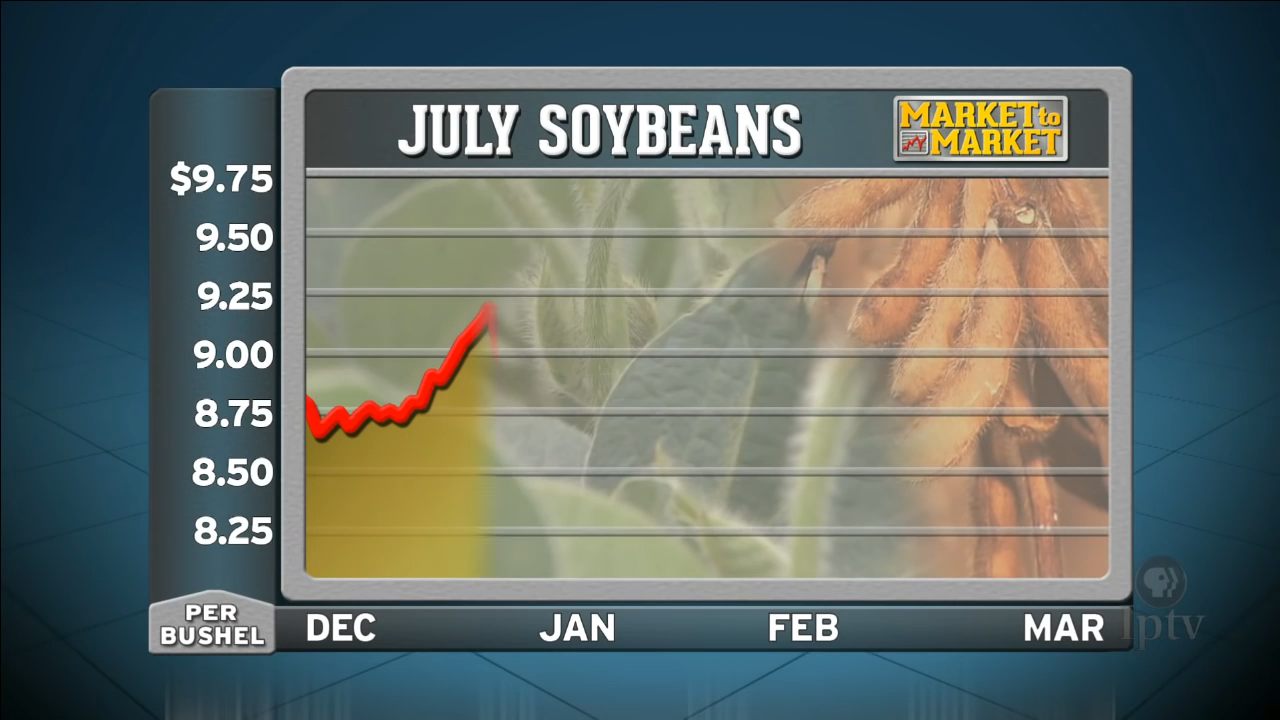 JULY SOYBEANS
MARKET to
MARKET
$9.75
9.50
9.25
9.00
8.75
8.50
8.25
PER
BUSHEL
DEC JAN FEB MAR
iptv